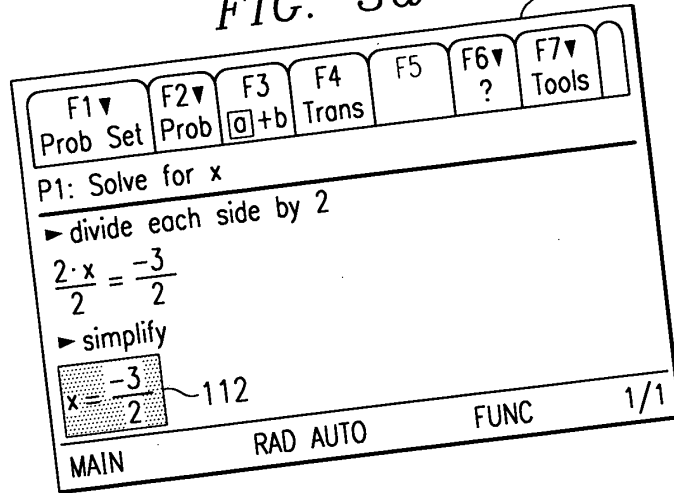 FIG. 5a
F1▼ F2▼ F3 F4 F5 F6▼ F7▼
Prob Set Prob a+b Trans ? Tools
P1: Solve for x
► divide each side by 2
2·x/2 = -3/2
► simplify
x = -3/2 112
MAIN RAD AUTO FUNC 1/1